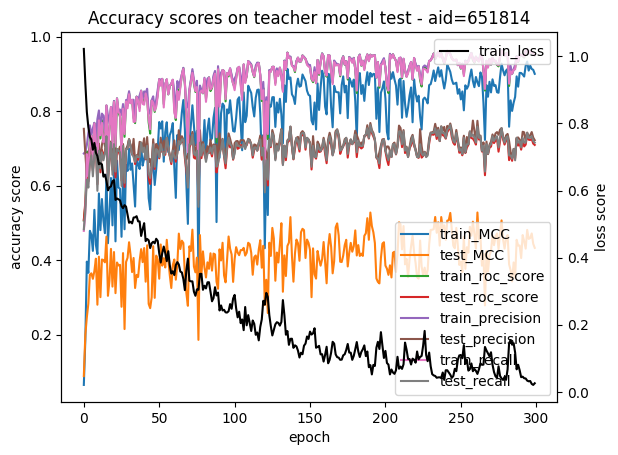 Accuracy scores on teacher model test - aid=651814
accuracy score
1.0
0.8
0.6
0.4
0.2
train_loss
train_MCC
test_MCC
train_roc_score
test_roc_score
train_precision
test_precision
train_recall
test_recall
1.0
0.8
0.6
0.4
0.2
0.0
loss score
0
50
100
150
200
250
300
epoch